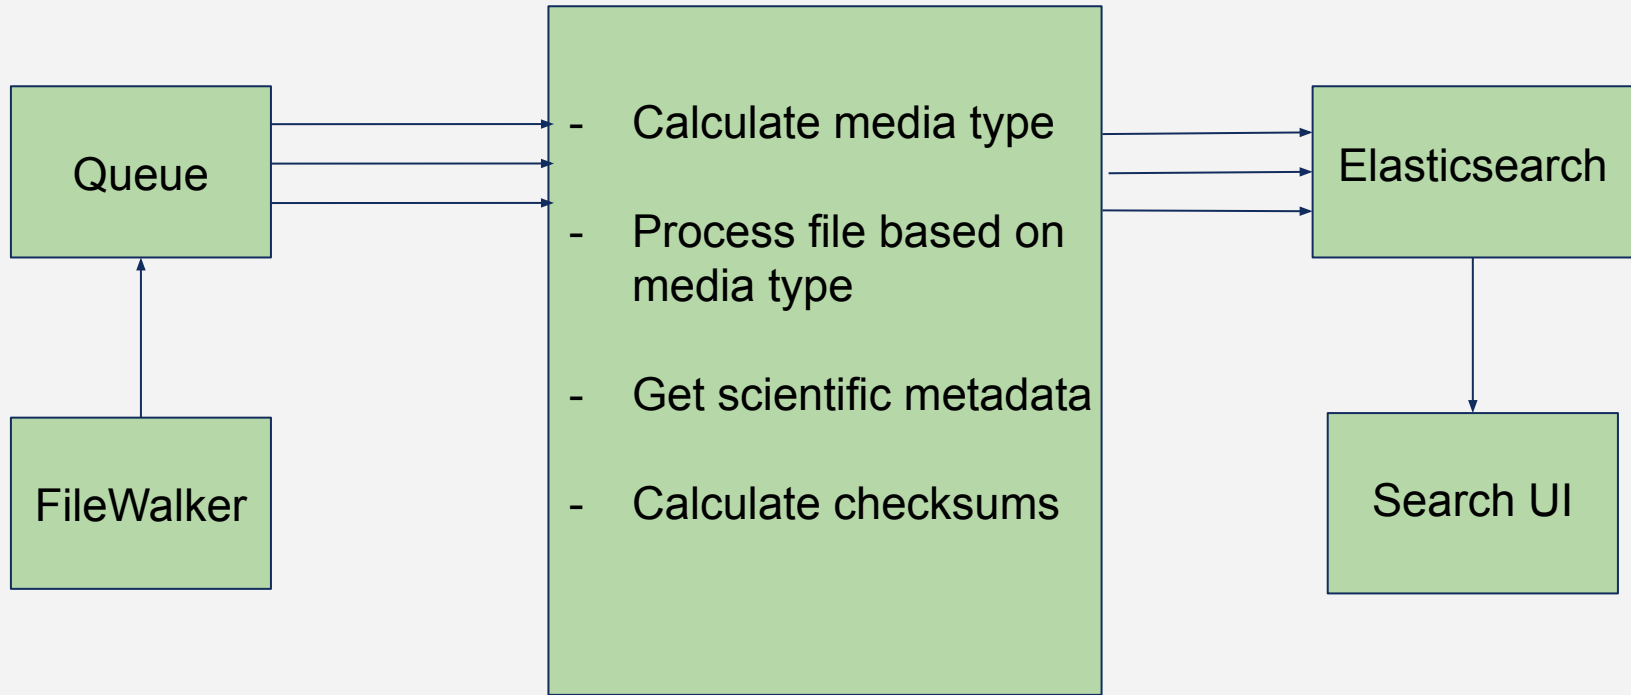 Queue
FileWalker
- Calculate media type
- Process file based on
media type
- Get scientific metadata
- Calculate checksums
Elasticsearch
Search UI